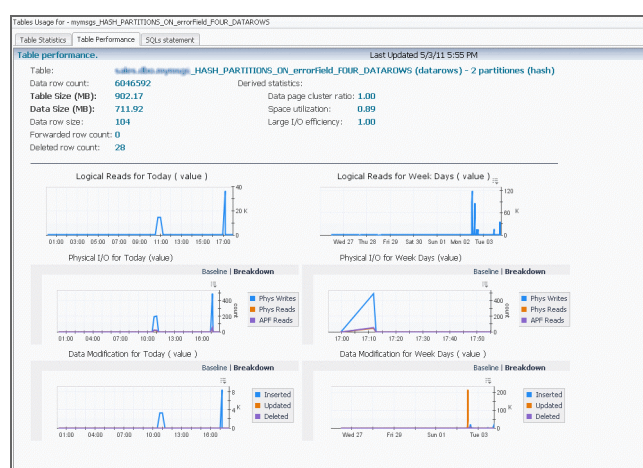 Tables Usage for - mymsgs_HASH_PARTITIONS_ON_errorField_FOUR_DATAROWS
Table Statistics Table Performance SQLs statement
Table performance. Last Updated 5/3/11 5:55 PM
Table: _HASH_PARTITIONS_ON_errorField_FOUR_DATAROWS (datarows) - 2 partitiones (hash)
Data row count: 6046592 Derived statistics:
Table Size (MB): 902.17 Data page cluster ratio: 1.00
Data Size (MB): 711.92 Space utilization: 0.89
Data row size: 104 Large I/O efficiency: 1.00
Forwarded row count: 0
Deleted row count: 28
Logical Reads for Today ( value ) Logical Reads for Week Days ( value )
40 120
20 K 60 K
0 0
01:00 03:00 05:00 07:00 09:00 11:00 13:00 15:00 17:00 Wed 27 Thu 28 Fri 29 Sat 30 Sun 01 Mon 02 Tue 03
Physical I/O for Today (value) Physical I/O for Week Days (value)
Baseline | Breakdown Baseline | Breakdown
400 Phys Writes 400 Phys Writes
200 count Phys Reads 200 count Phys Reads
0 APF Reads 0 APF Reads
01:00 04:00 07:00 10:00 13:00 16:00 17:00 17:10 17:20 17:30 17:40 17:50
Data Modification for Today ( value ) Data Modification for Week Days ( value )
Baseline | Breakdown Baseline | Breakdown
8 Inserted 200 Inserted
4 K Updated 100 K Updated
0 Deleted 0 Deleted
01:00 04:00 07:00 10:00 13:00 16:00 Wed 27 Fri 29 Sun 01 Tue 03